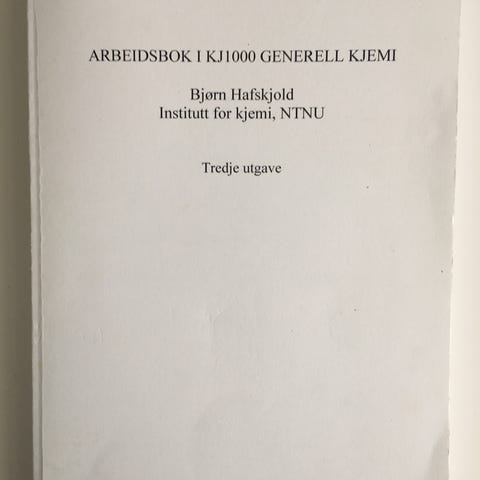 ARBEIDSBOK I KJ1000 GENERELL KJEMI
Bjørn Hafskjold
Institutt for kjemi, NTNU
Tredje utgave